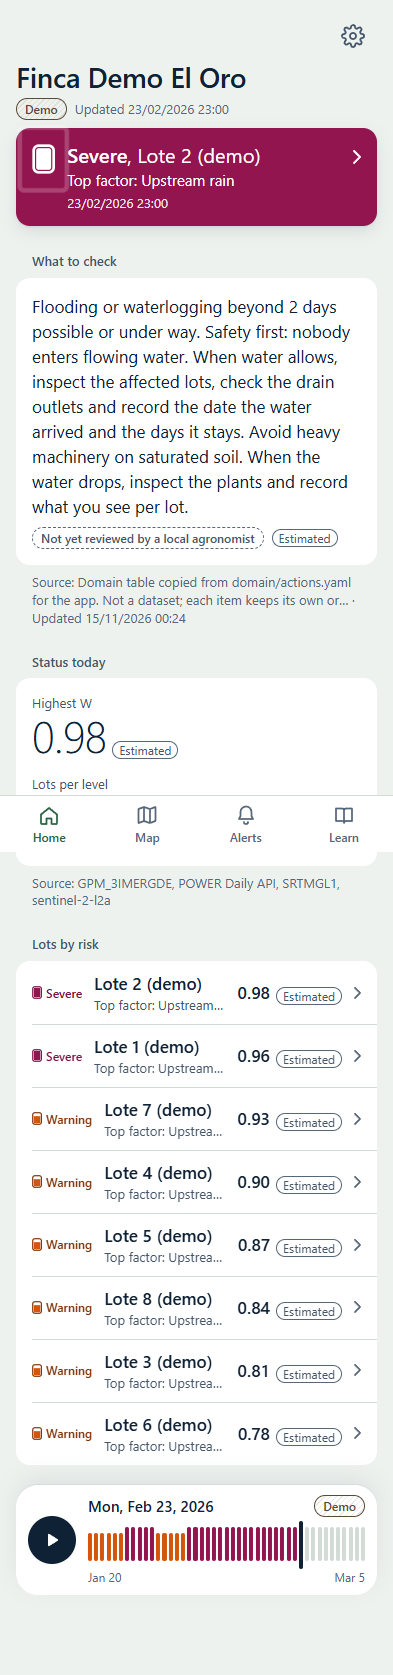 Finca Demo El Oro
Demo Updated 23/02/2026 23:00
Severe, Lote 2 (demo)
Top factor: Upstream rain
23/02/2026 23:00
What to check
Flooding or waterlogging beyond 2 days
possible or under way. Safety first: nobody
enters flowing water. When water allows,
inspect the affected lots, check the drain
outlets and record the date the water
arrived and the days it stays. Avoid heavy
machinery on saturated soil. When the
water drops, inspect the plants and record
what you see per lot.
Not yet reviewed by a local agronomist Estimated
Source: Domain table copied from domain/actions.yaml
for the app. Not a dataset; each item keeps its own or... ·
Updated 15/11/2026 00:24
Status today
Highest W
0.98 Estimated
Lots per level
Home Map Alerts Learn
Source: GPM_3IMERGDE, POWER Daily API, SRTMGL1,
sentinel-2-l2a
Lots by risk
Severe Lote 2 (demo) 0.98 Estimated
Top factor: Upstream...
Severe Lote 1 (demo) 0.96 Estimated
Top factor: Upstream...
Warning Lote 7 (demo) 0.93 Estimated
Top factor: Upstrea...
Warning Lote 4 (demo) 0.90 Estimated
Top factor: Upstrea...
Warning Lote 5 (demo) 0.87 Estimated
Top factor: Upstrea...
Warning Lote 8 (demo) 0.84 Estimated
Top factor: Upstrea...
Warning Lote 3 (demo) 0.81 Estimated
Top factor: Upstrea...
Warning Lote 6 (demo) 0.78 Estimated
Top factor: Upstrea...
Mon, Feb 23, 2026 Demo
Jan 20 Mar 5